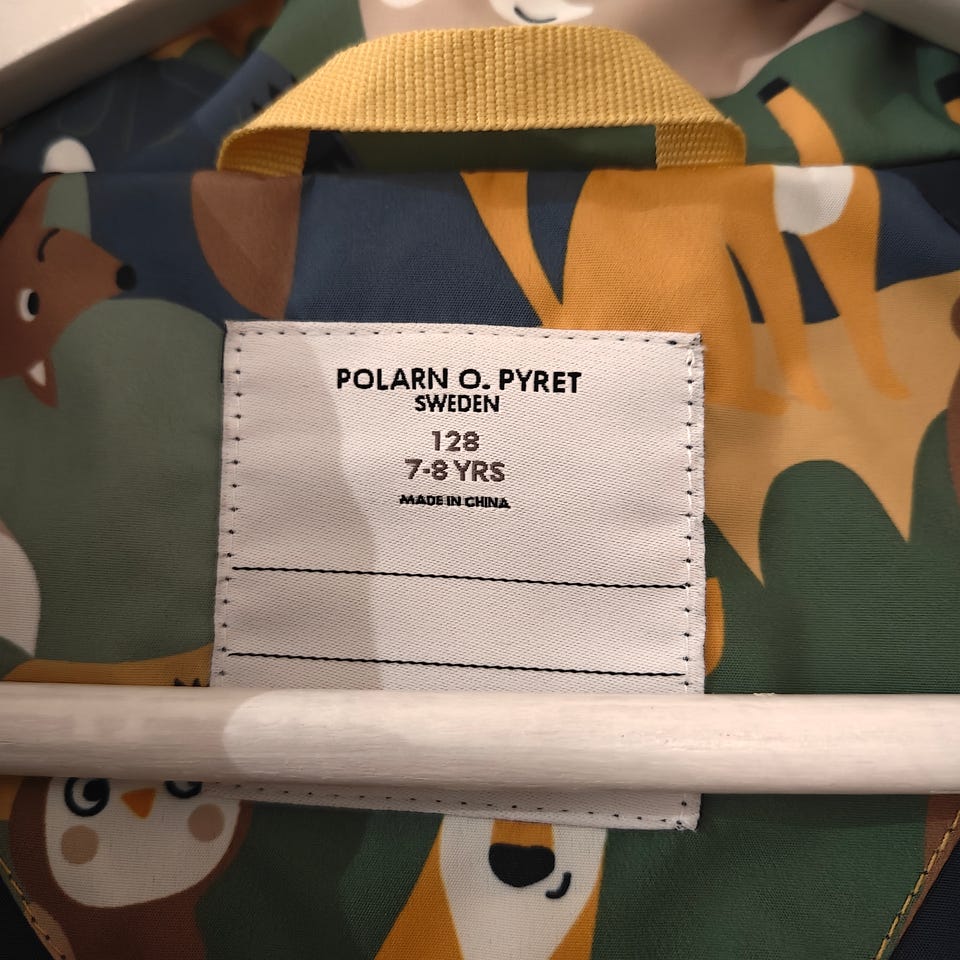 POLARN O. PYRET
SWEDEN
128
7-8 YRS
MADE IN CHINA